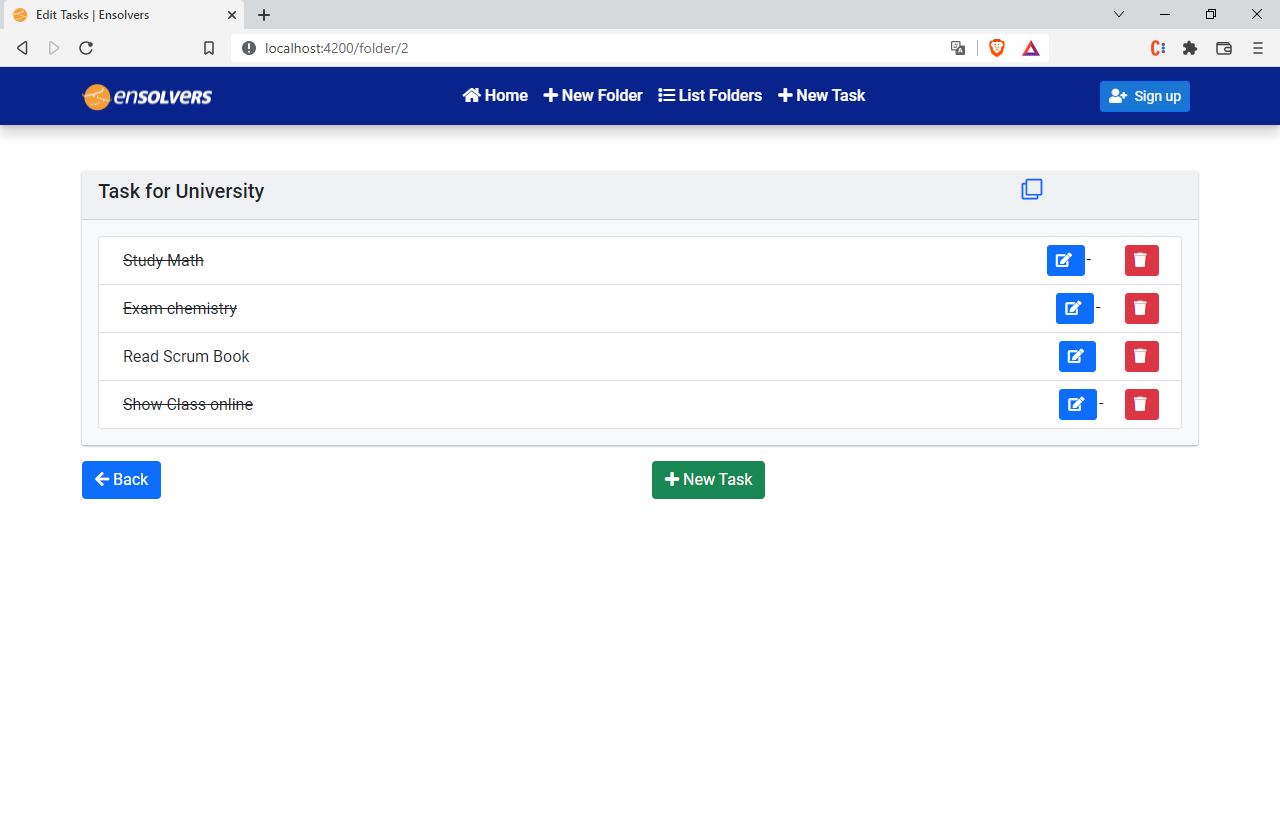 Edit Tasks | Ensolvers
localhost:4200/folder/2
ENSOLVERS
Home New Folder List Folders New Task Sign up
Task for University
Study Math -
Exam chemistry -
Read Scrum Book
Show Class online -
Back New Task